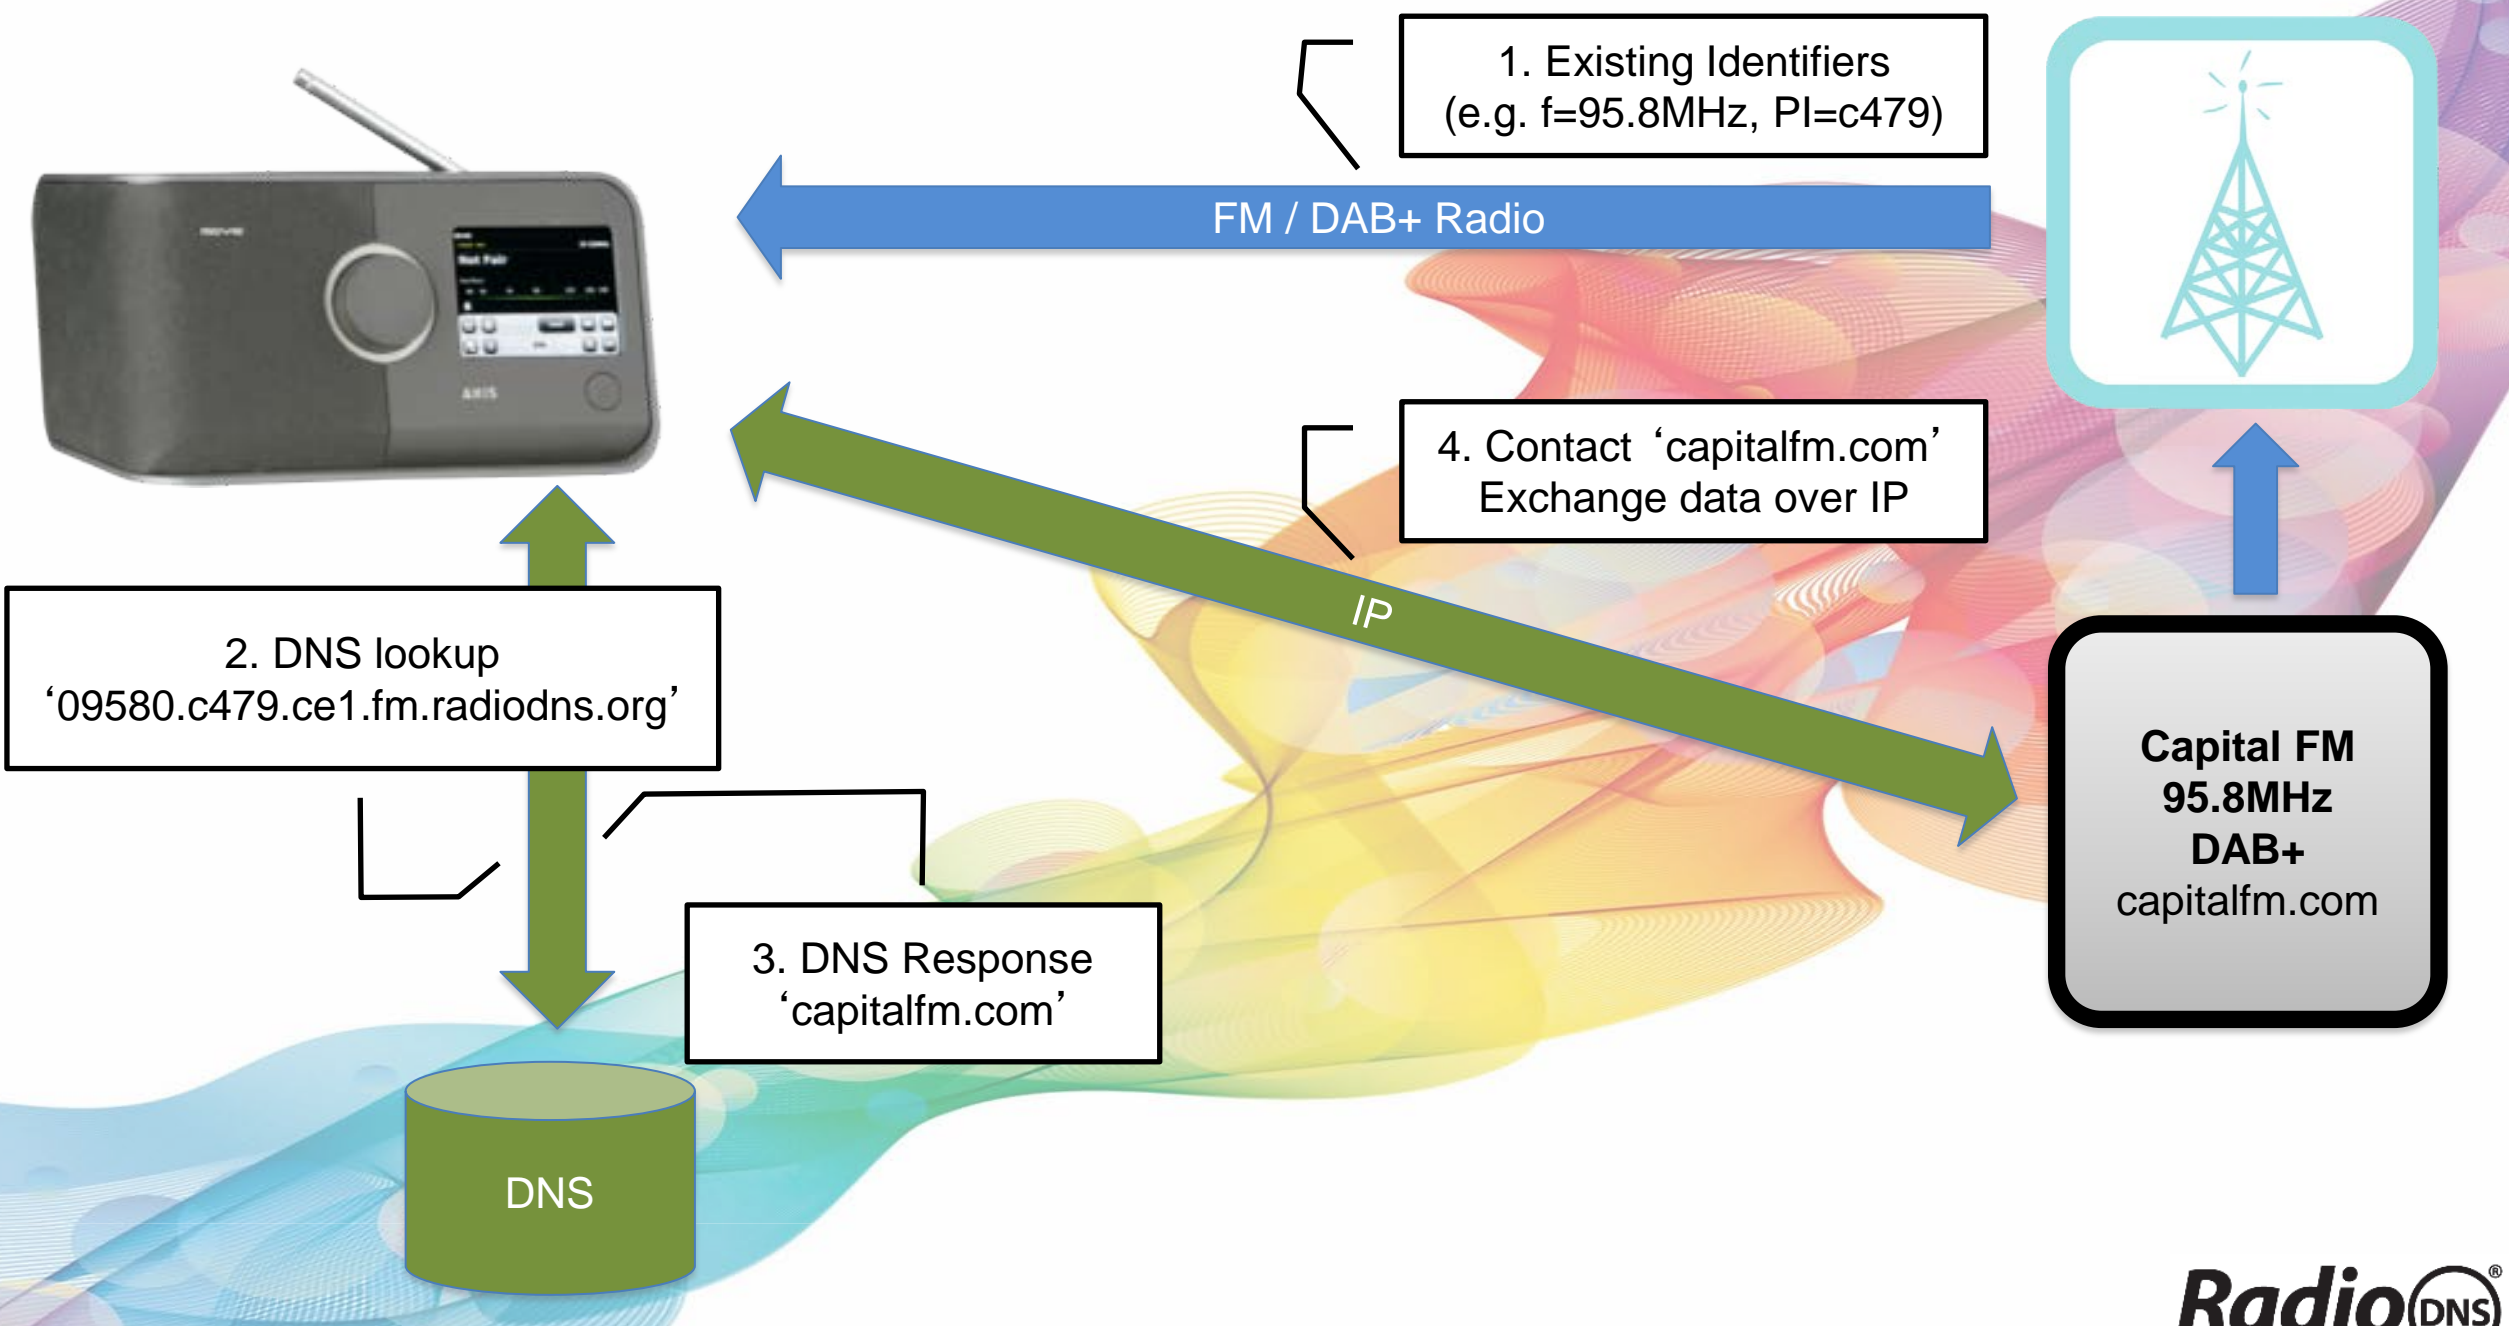 1. Existing Identifiers
(e.g. f=95.8MHz, PI=c479)
FM / DAB+ Radio
Not Fair
4. Contact ‘capitalfm.com’
Exchange data over IP
IP
2. DNS lookup
‘09580.c479.ce1.fm.radiodns.org’
Capital FM
95.8MHz
DAB+
capitalfm.com
3. DNS Response
‘capitalfm.com’
DNS
Radio DNS®